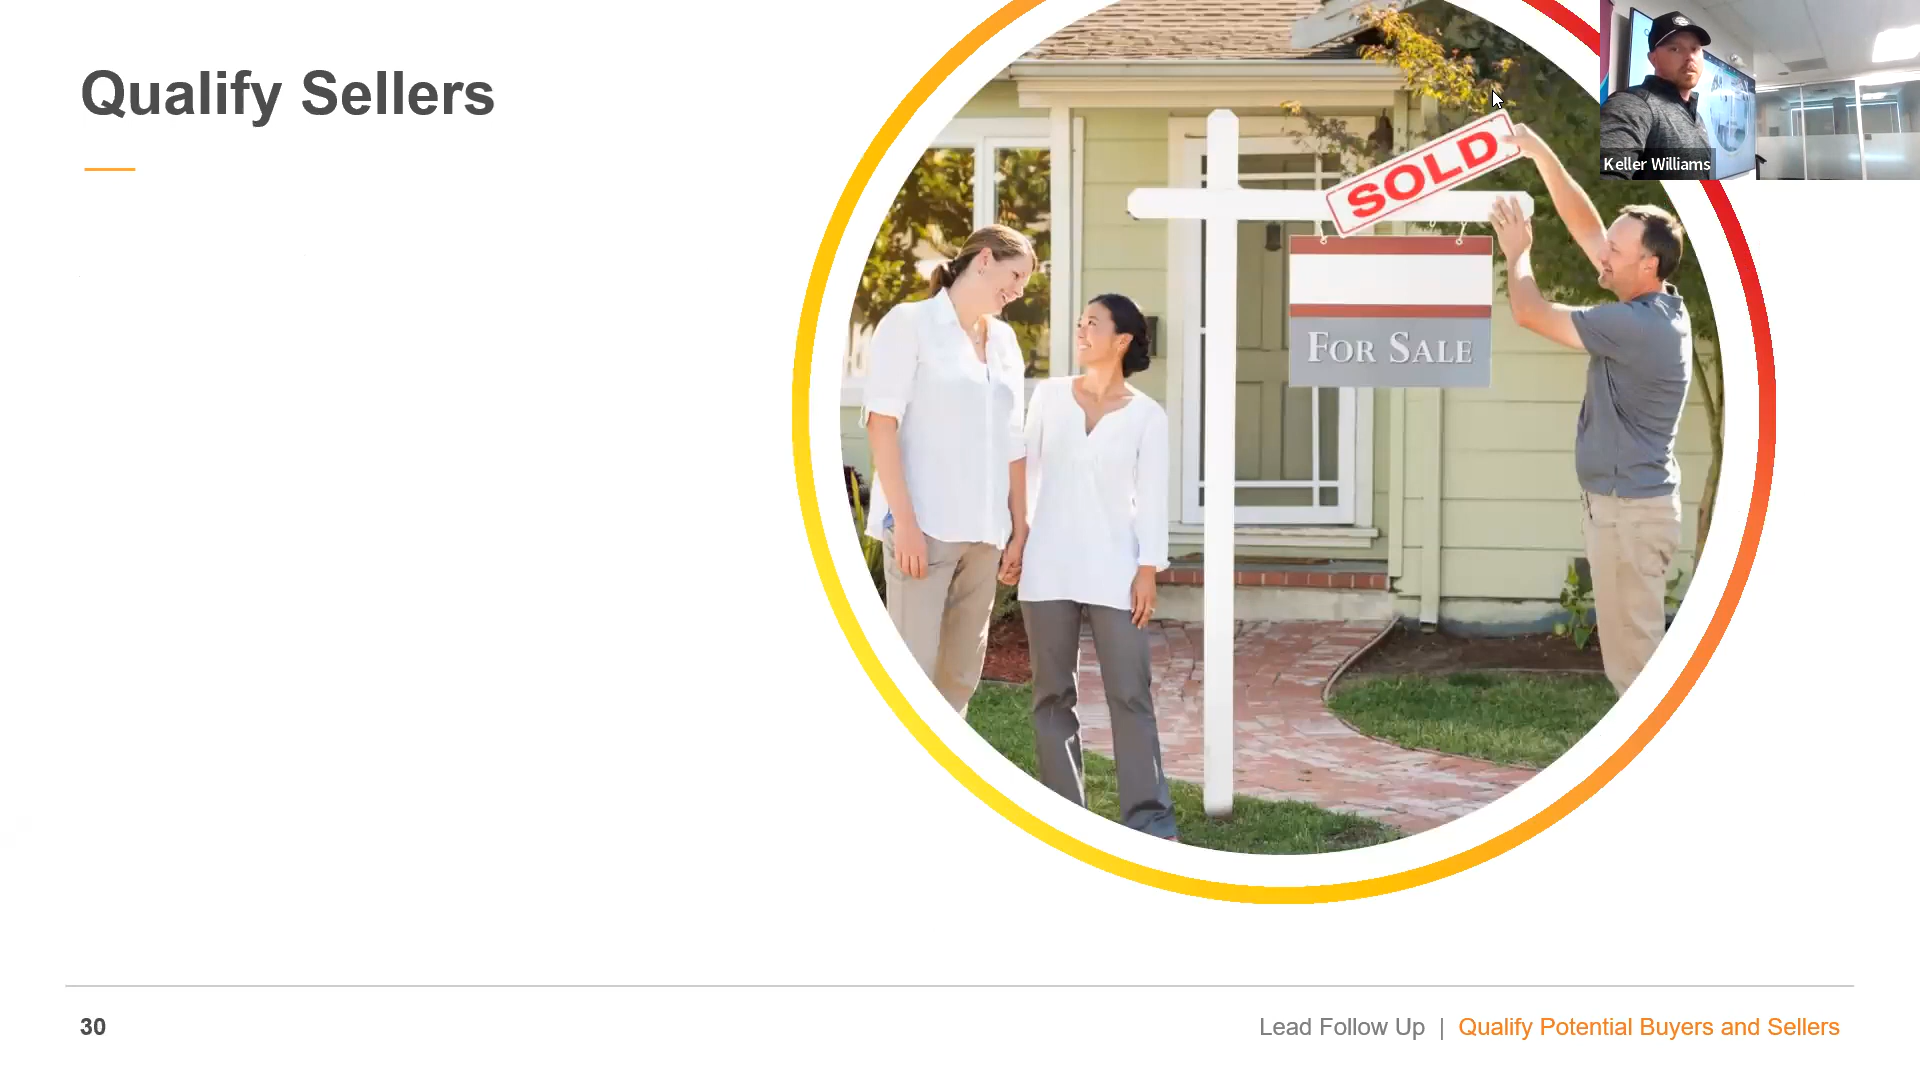 Qualify Sellers
SOLD
FOR SALE
Keller Williams
30
Lead Follow Up | Qualify Potential Buyers and Sellers